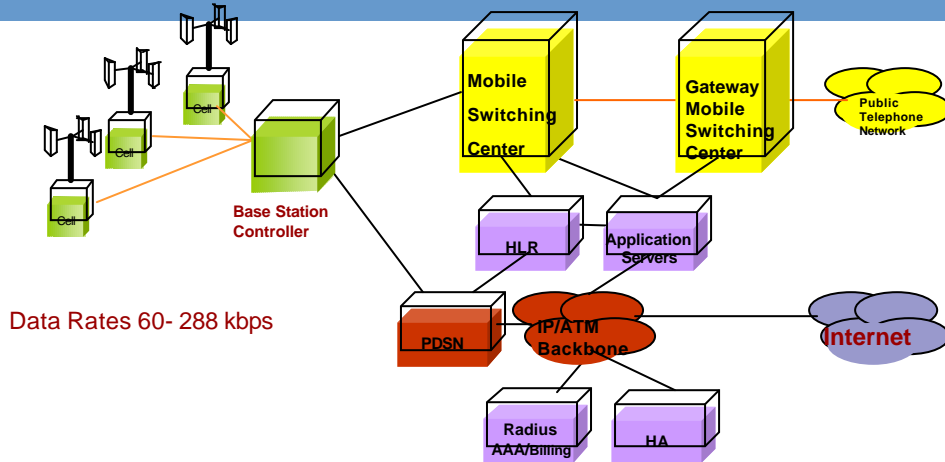 Cell
Cell
Cell
Base Station
Controller
Mobile
Switching
Center
Gateway
Mobile
Switching
Center
Public
Telephone
Network
HLR
Application
Servers
Data Rates 60- 288 kbps
PDSN
IP/ATM
Backbone
Internet
Radius
AAA/Billing
HA